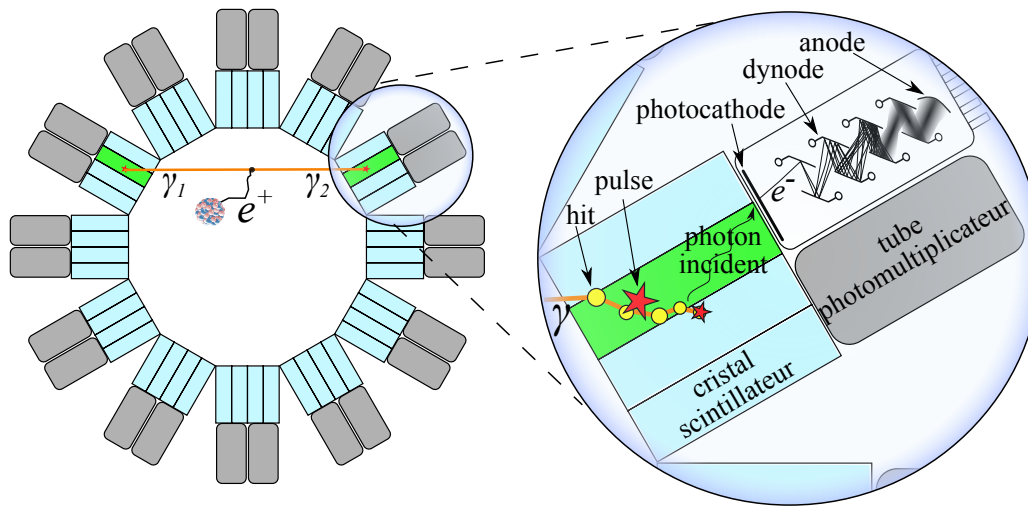 γ1
γ2
e+
anode
dynode
photocathode
e-
pulse
hit
photon
incident
γ
tube
photomultiplicateur
cristal
scintillateur